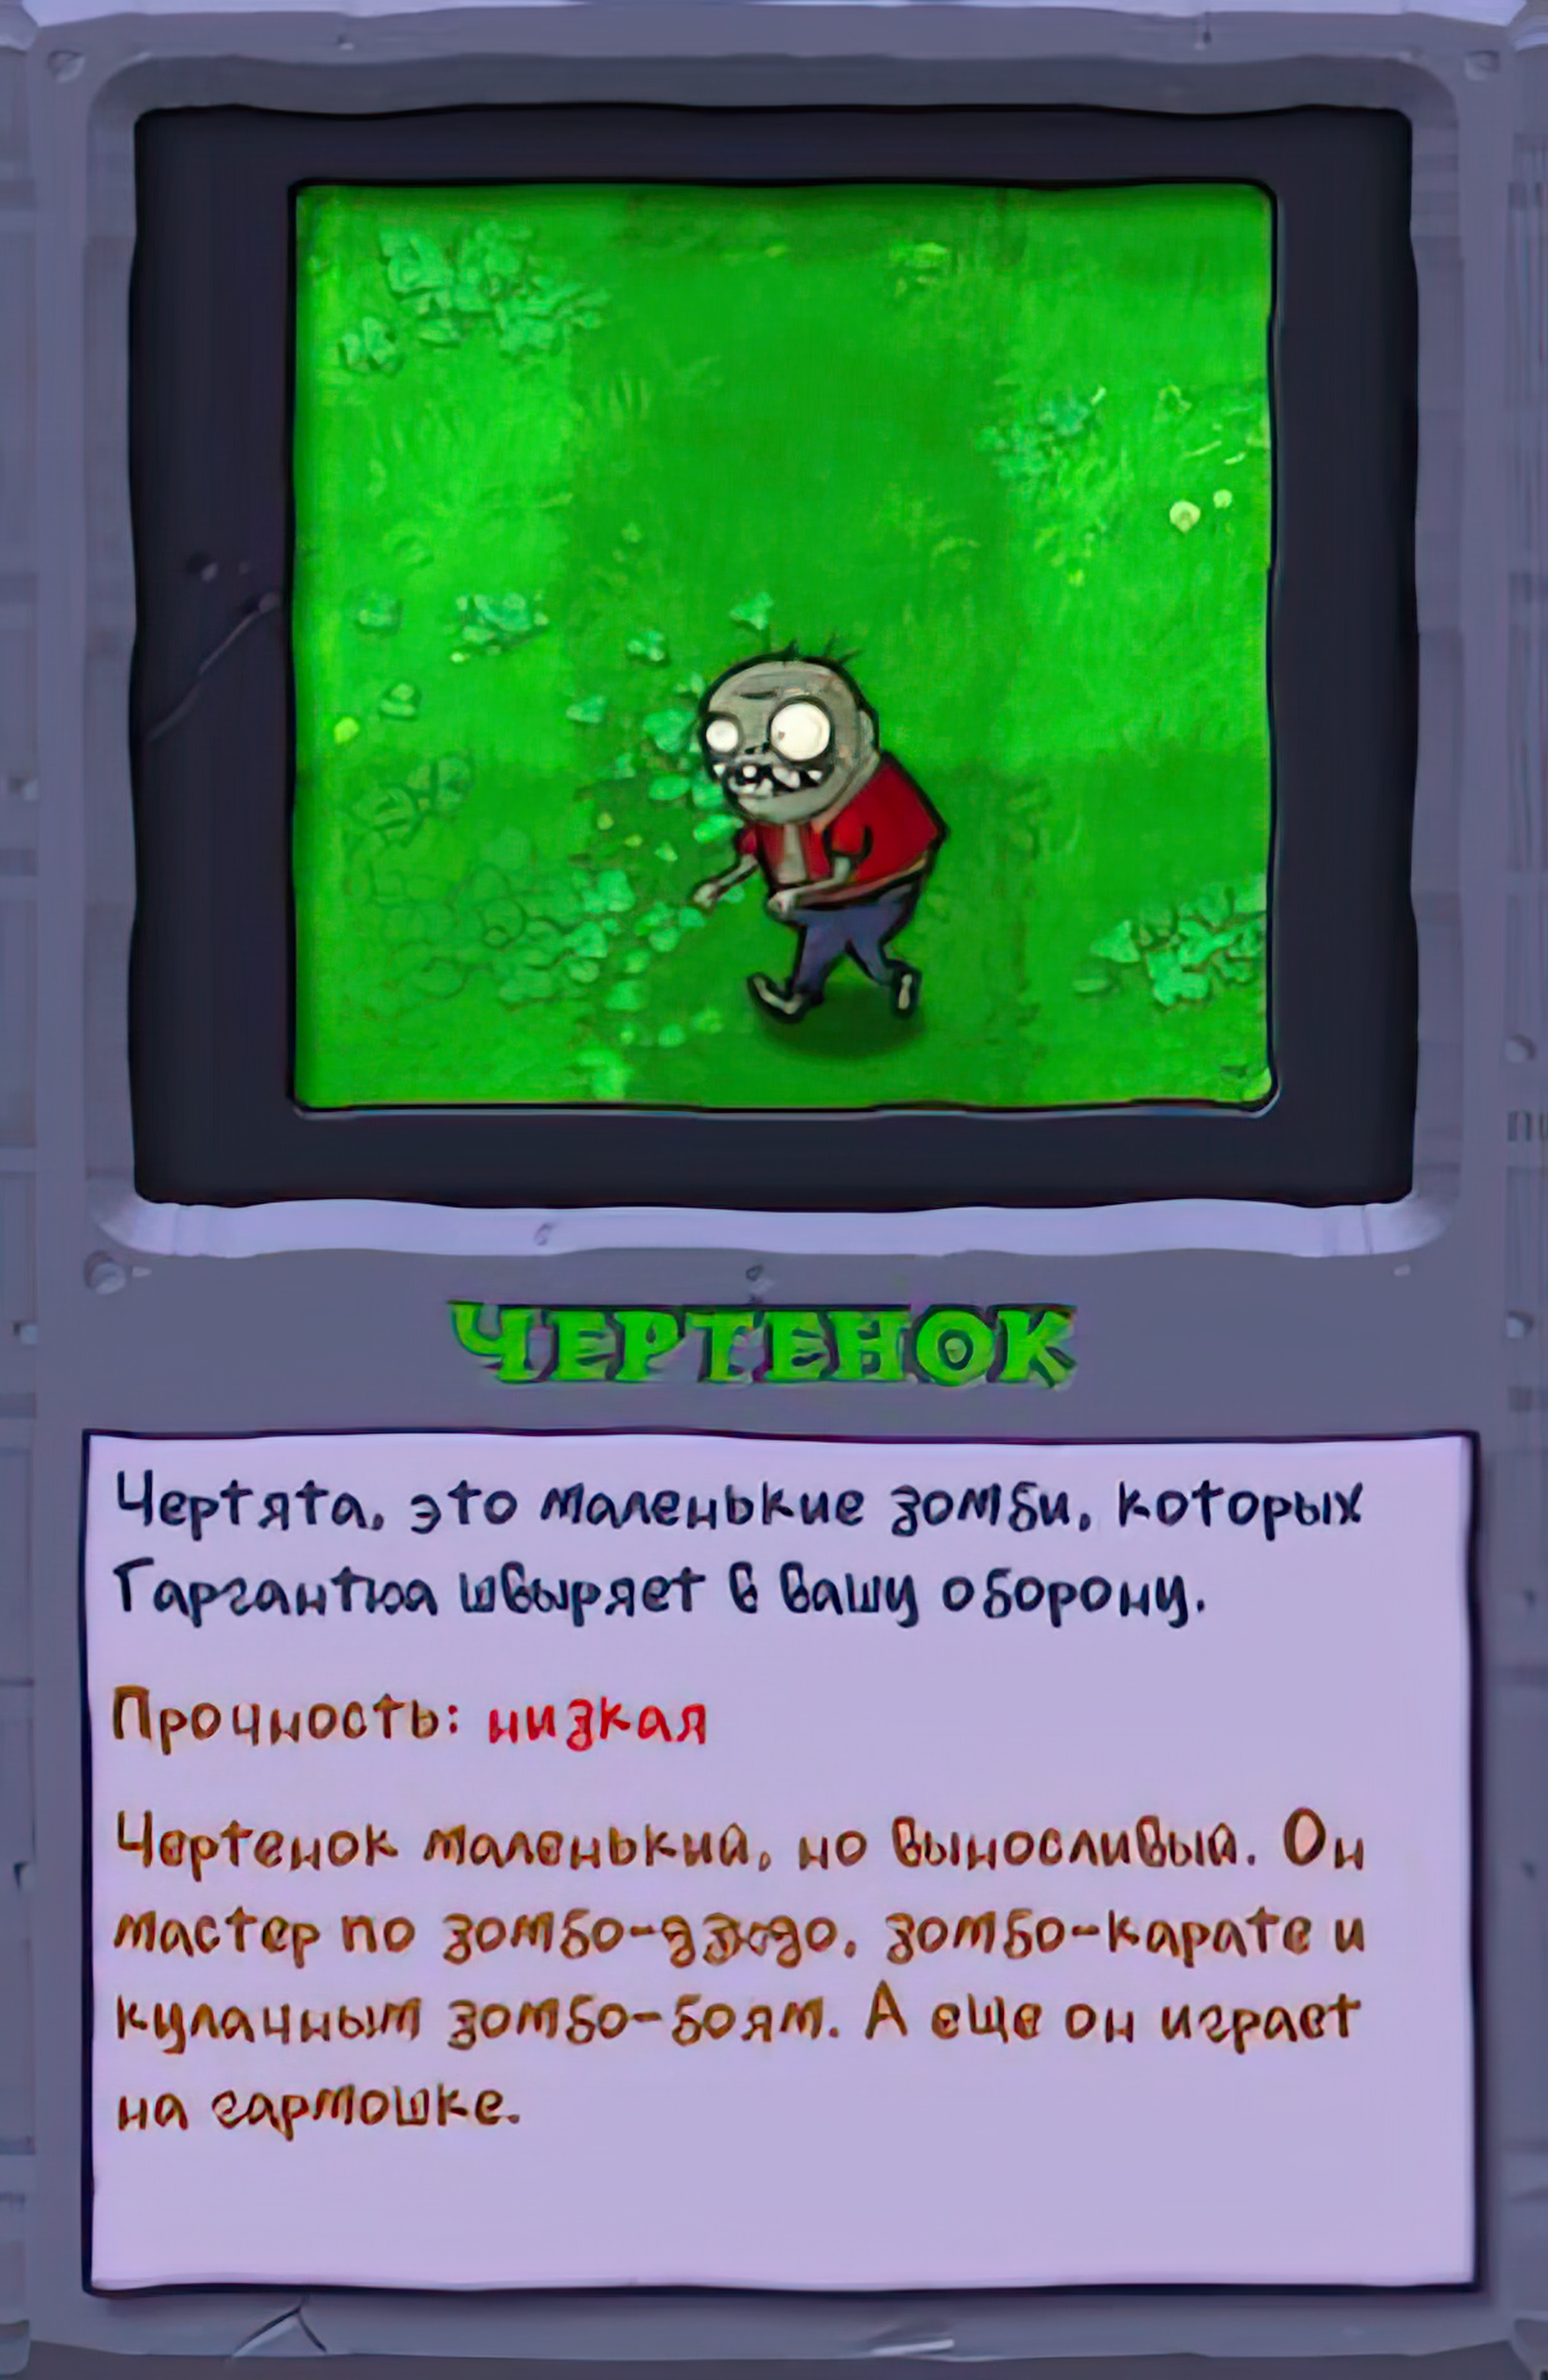 ЧЕРТЕНОК
Чертята, это маленькие зомби, которых
Гаргантюа швыряет в вашу оборону.
Прочность: низкая
Чертенок маленький, но выносливый. Он
мастер по зомбо-дзюдо, зомбо-карате и
кулачным зомбо-боям. А еще он играет
на гармошке.